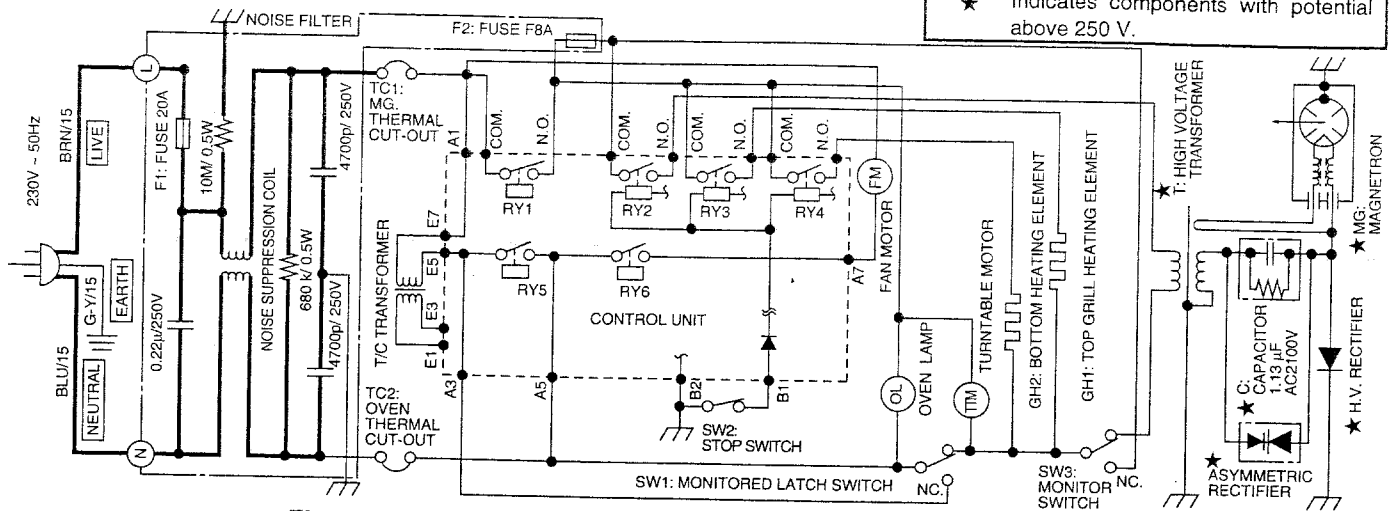 ★ Indicates components with potential
above 250 V.
NOISE FILTER
F2: FUSE F8A
230V ~ 50Hz
BRN/15
LIVE
L
F1: FUSE 20A
10M/ 0.5W
NOISE SUPPRESSION COIL
680 k/ 0.5W
4700p/ 250V
4700p/ 250V
G-Y/15
EARTH
BLU/15
NEUTRAL
N
0.22µ/250V
TC1:
MG.
THERMAL
CUT-OUT
TC2:
OVEN
THERMAL
CUT-OUT
T/C TRANSFORMER
A1
COM.
N.O.
COM.
N.O.
COM.
N.O.
COM.
N.O.
RY1
RY2
RY3
RY4
E7
E5
E3
E1
RY5
RY6
A7
CONTROL UNIT
A3
A5
B2
B1
SW2:
STOP SWITCH
FM
FAN MOTOR
OL
OVEN LAMP
TTM
TURNTABLE MOTOR
GH2: BOTTOM HEATING ELEMENT
GH1: TOP GRILL HEATING ELEMENT
SW1: MONITORED LATCH SWITCH
NC.
SW3:
MONITOR
SWITCH
NC.
★ T: HIGH VOLTAGE
TRANSFORMER
★ MG:
MAGNETRON
★ C:
CAPACITOR
1.13 µF
AC2100V
★ H.V. RECTIFIER
★ ASYMMETRIC
RECTIFIER